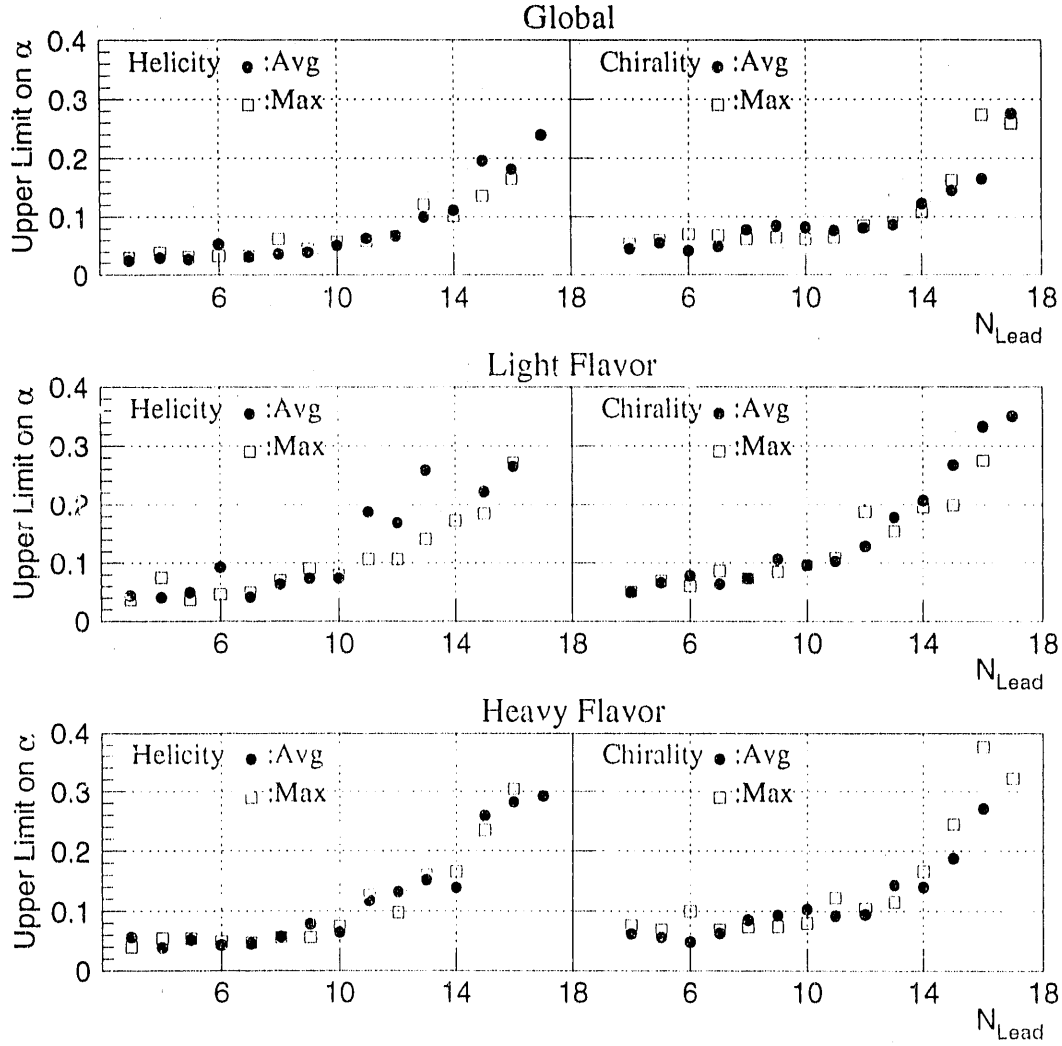 Global
Upper Limit on α
0.4
0.3
0.2
0.1
0
Helicity ● :Avg
□ :Max
Chirality ● :Avg
□ :Max
6 10 14 18 6 10 14 18
N_Lead
Light Flavor
Upper Limit on α
0.4
0.3
0.2
0.1
0
Helicity ● :Avg
□ :Max
Chirality ● :Avg
□ :Max
6 10 14 18 6 10 14 18
N_Lead
Heavy Flavor
Upper Limit on α
0.4
0.3
0.2
0.1
0
Helicity ● :Avg
□ :Max
Chirality ● :Avg
□ :Max
6 10 14 18 6 10 14 18
N_Lead